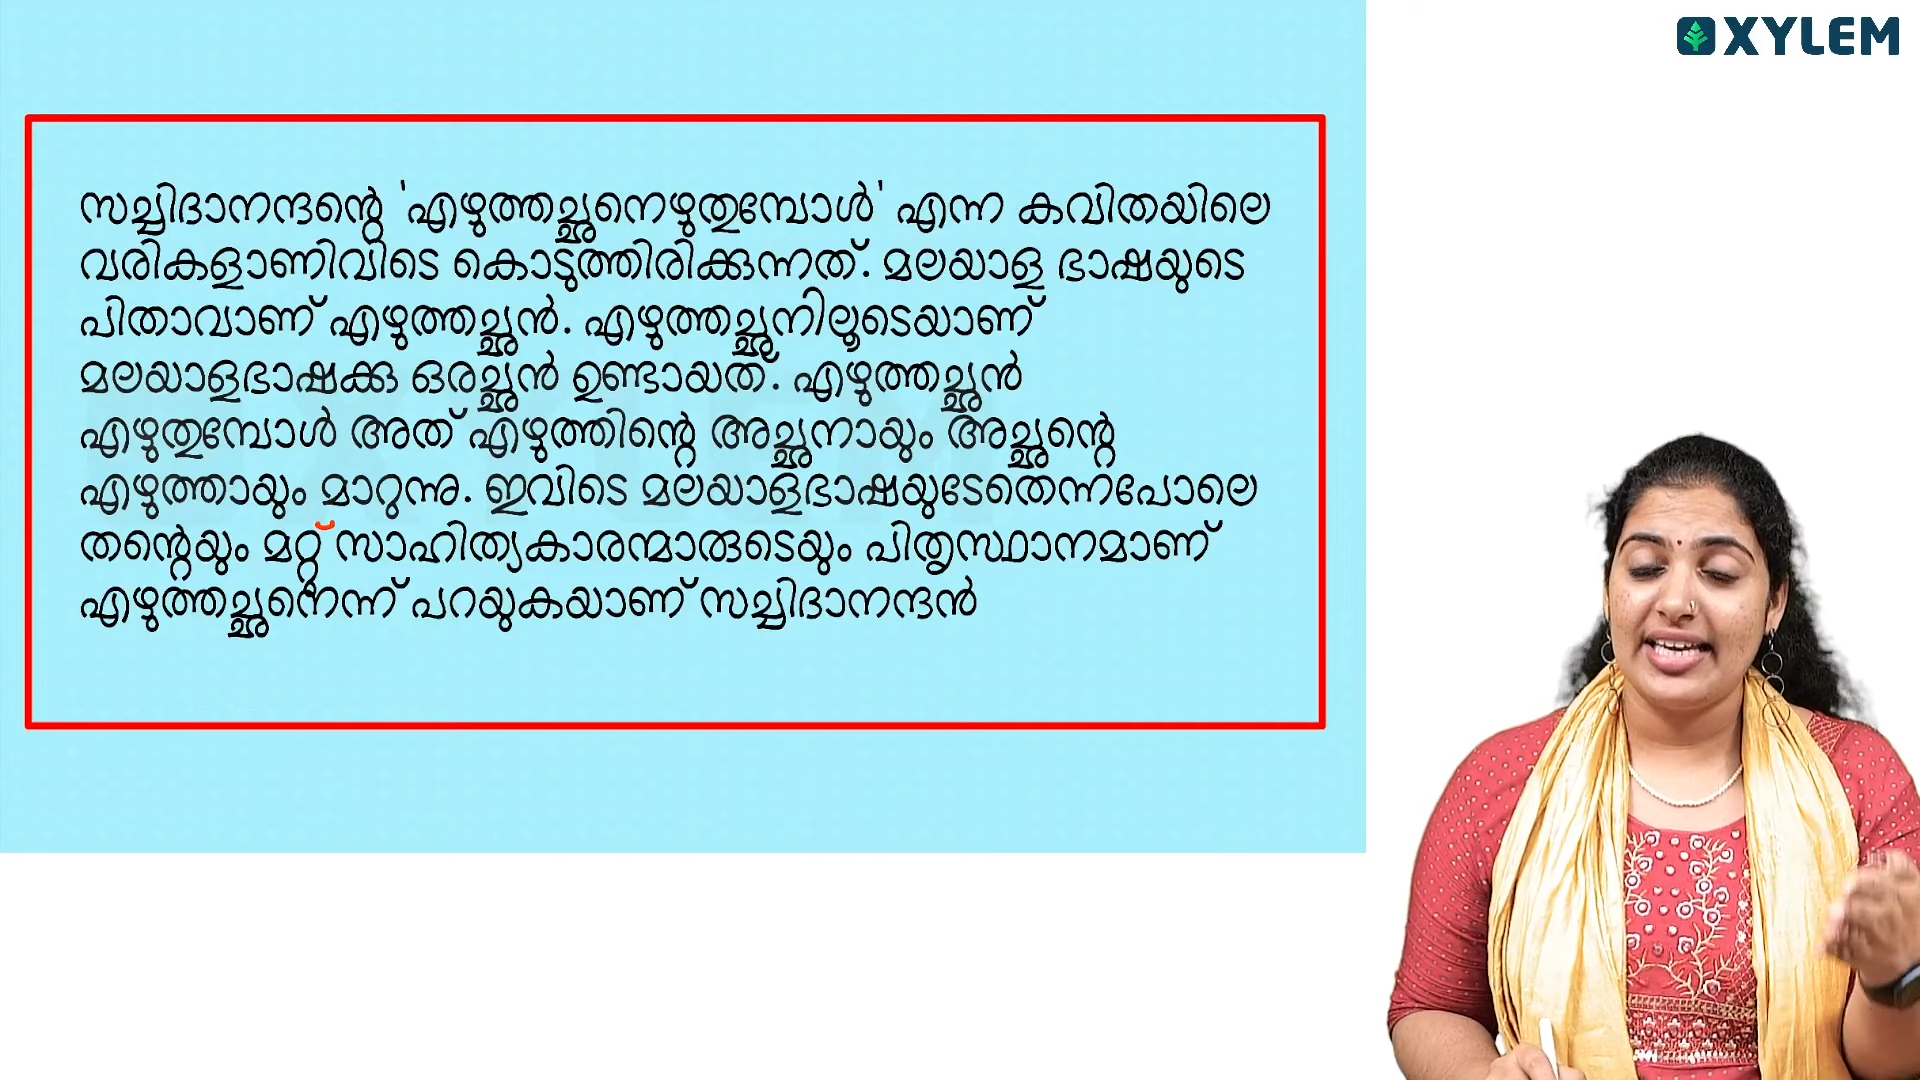 XYLEM
സച്ചിദാനന്ദന്റെ 'എഴുത്തച്ഛനെഴുതുമ്പോൾ' എന്ന കവിതയിലെ
വരികളാണിവിടെ കൊടുത്തിരിക്കുന്നത്. മലയാള ഭാഷയുടെ
പിതാവാണ് എഴുത്തച്ഛൻ. എഴുത്തച്ഛനിലൂടെയാണ്
മലയാളഭാഷക്കു ഒരച്ഛൻ ഉണ്ടായത്. എഴുത്തച്ഛൻ
എഴുതുമ്പോൾ അത് എഴുത്തിന്റെ അച്ഛനായും അച്ഛന്റെ
എഴുത്തായും മാറുന്നു. ഇവിടെ മലയാളഭാഷയുടേതെന്നപോലെ
തന്റെയും മറ്റ് സാഹിത്യകാരന്മാരുടെയും പിതൃസ്ഥാനമാണ്
എഴുത്തച്ഛനെന്ന് പറയുകയാണ് സച്ചിദാനന്ദൻ